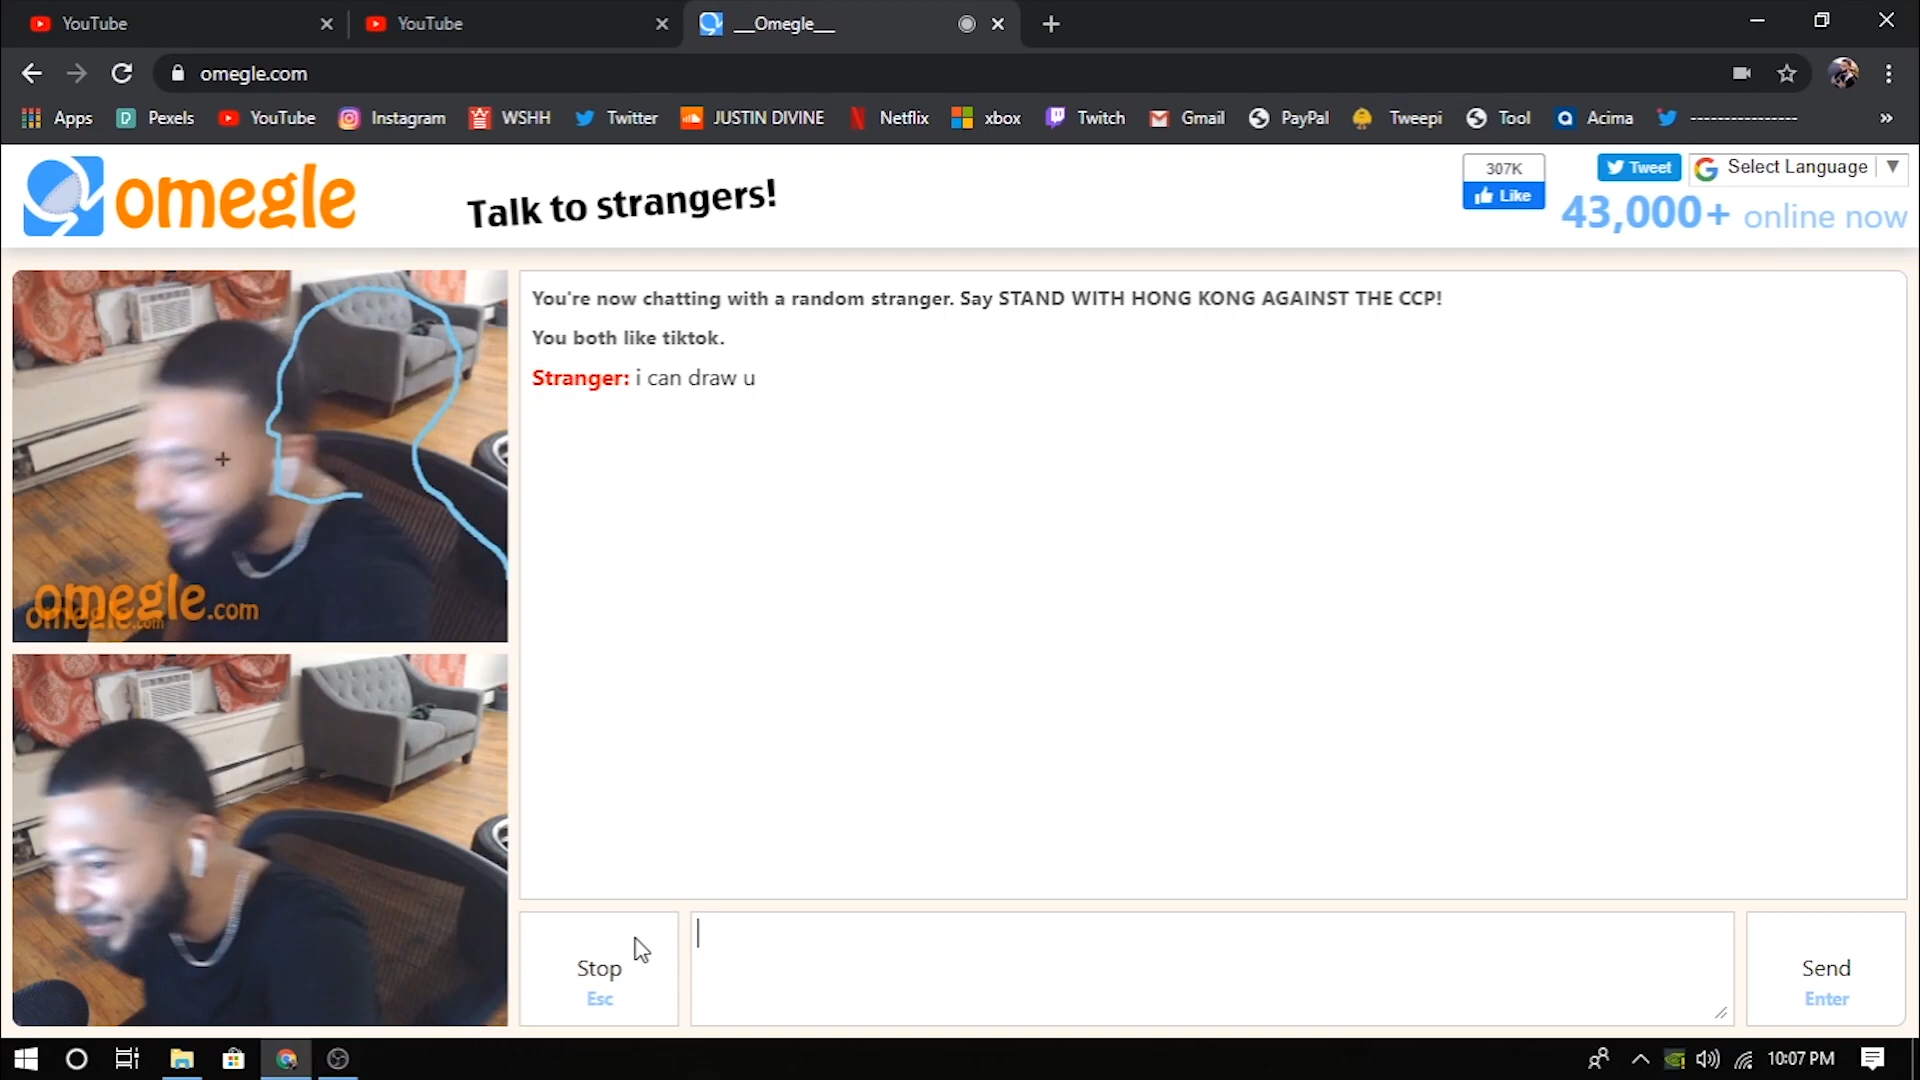 YouTube
YouTube
__Omegle__
omegle.com
Apps
Pexels
YouTube
Instagram
WSHH
Twitter
JUSTIN DIVINE
Netflix
xbox
Twitch
Gmail
PayPal
Tweepi
Tool
Acima
----------------
»
omegle
Talk to strangers!
307K
Like
Tweet
Select Language
43,000+ online now
You're now chatting with a random stranger. Say STAND WITH HONG KONG AGAINST THE CCP!
You both like tiktok.
Stranger: i can draw u
omegle.com
omegle.com
Stop
Esc
Send
Enter
10:07 PM